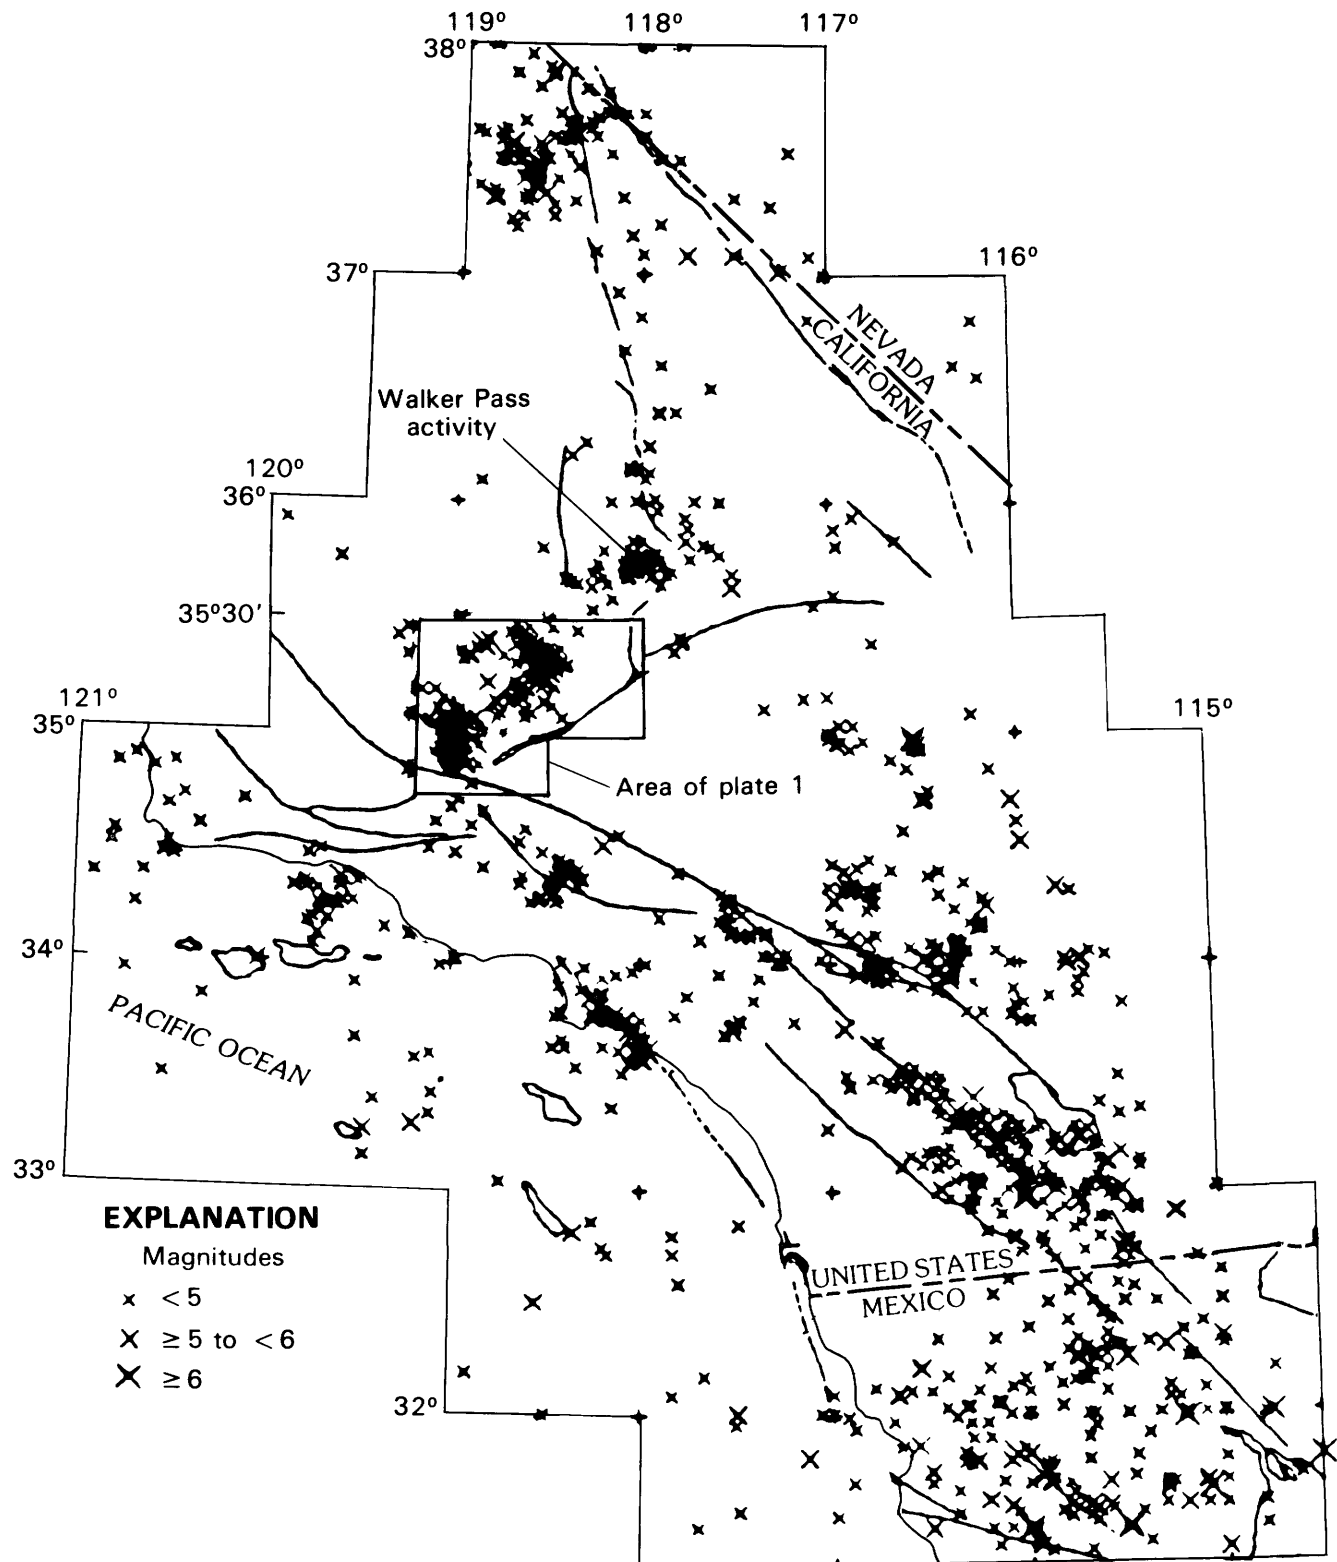 119° 118° 117°
38°
37°
116°
NEVADA
CALIFORNIA
Walker Pass
activity
120°
36°
35°30'
121°
35°
115°
Area of plate 1
34°
PACIFIC OCEAN
33°
EXPLANATION
Magnitudes
<5
≥5 to <6
≥6
UNITED STATES
MEXICO
32°